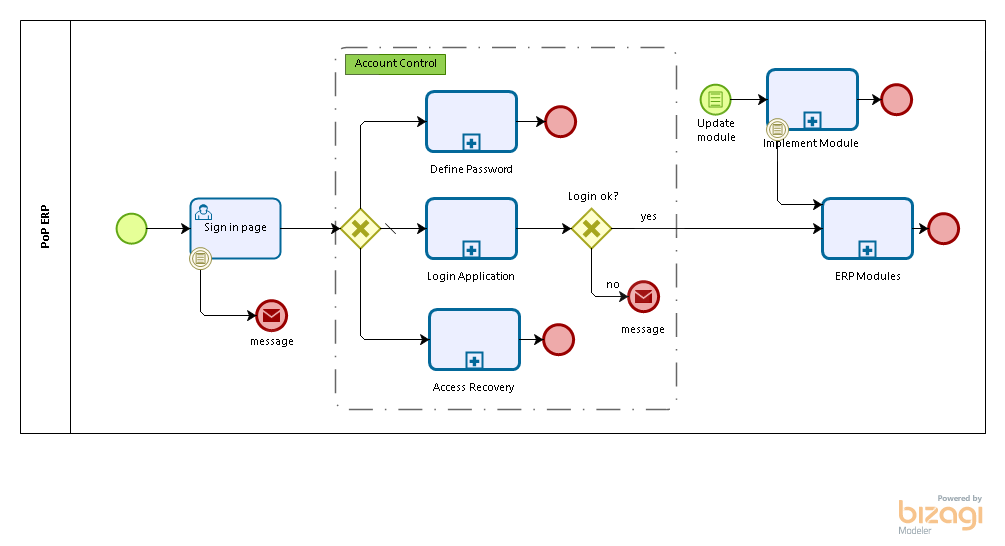 PoP ERP
Account Control
Define Password
Sign in page
message
Login Application
Login ok?
yes
no
message
Access Recovery
Update
module
Implement Module
ERP Modules
Powered by
bizagi
Modeler